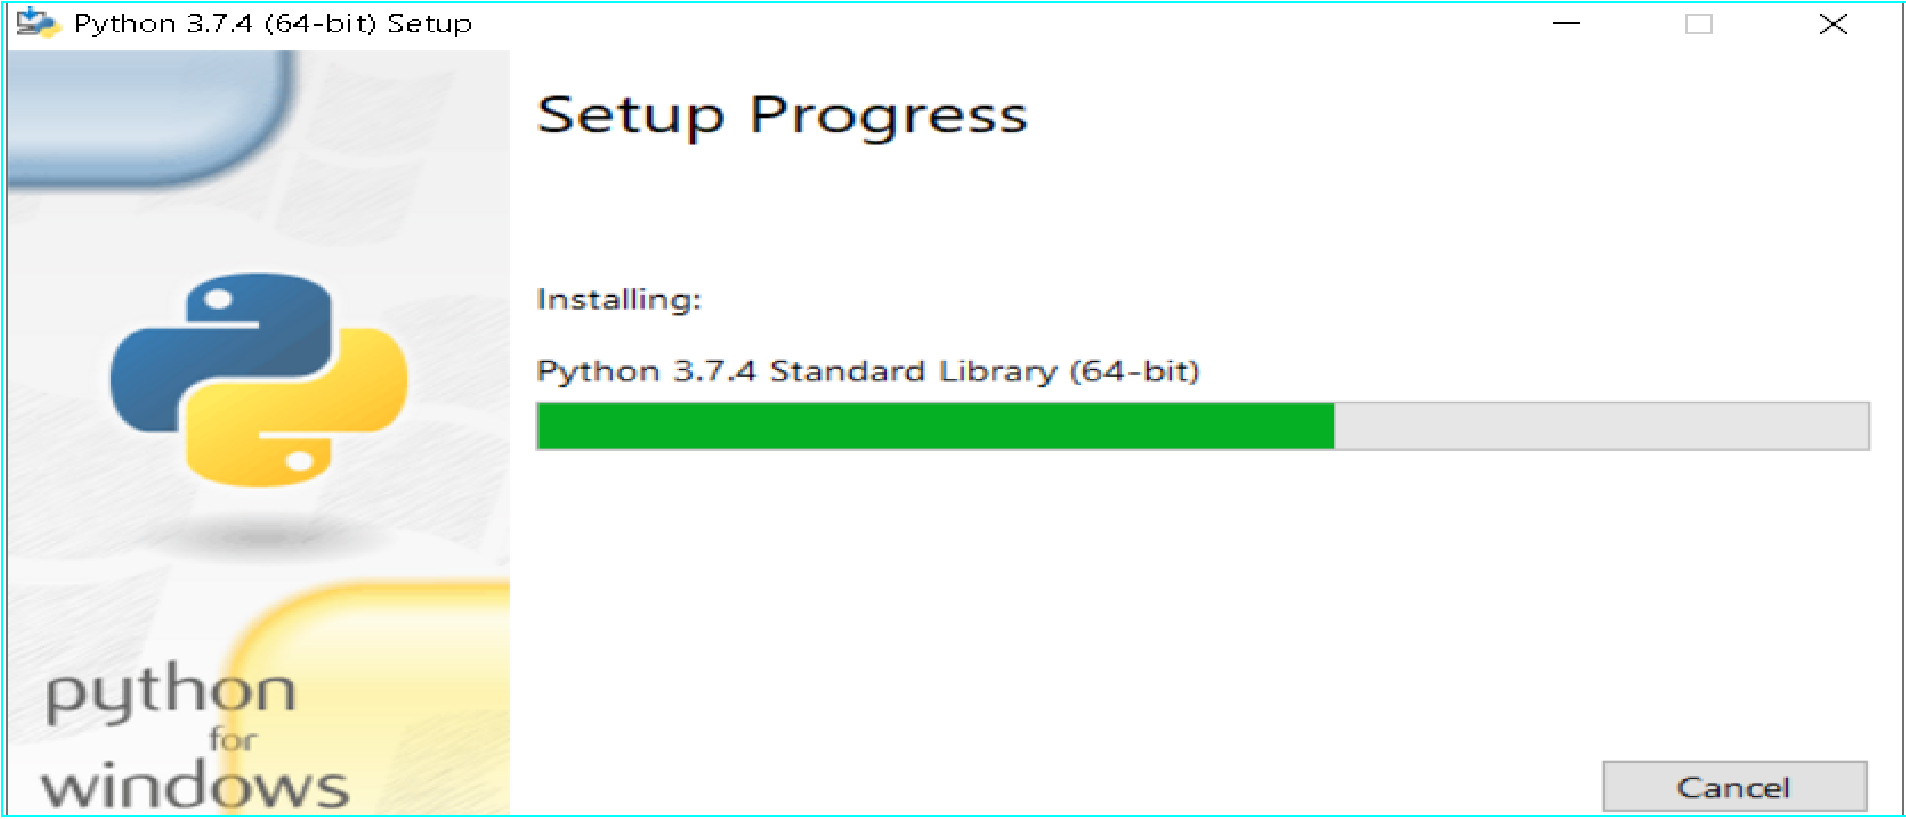 Python 3.7.4 (64-bit) Setup
Setup Progress
Installing:
Python 3.7.4 Standard Library (64-bit)
python
for
windows
Cancel